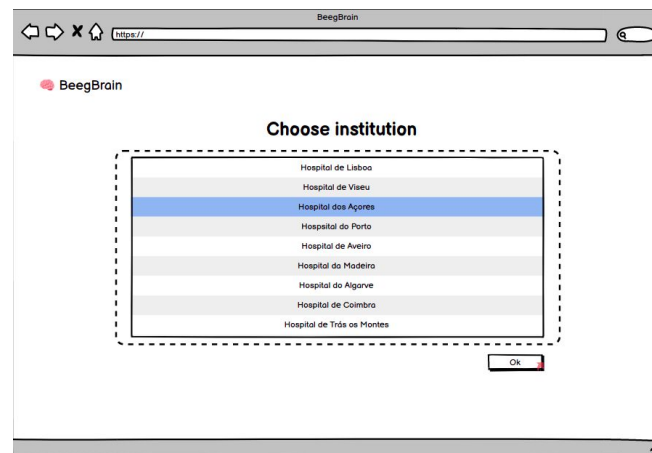 BeegBrain
https://
BeegBrain
Choose institution
Hospital de Lisboa
Hospital de Viseu
Hospital dos Açores
Hospsital do Porto
Hospital de Aveiro
Hospital da Madeira
Hospital do Algarve
Hospital de Coimbra
Hospital de Trás os Montes
Ok